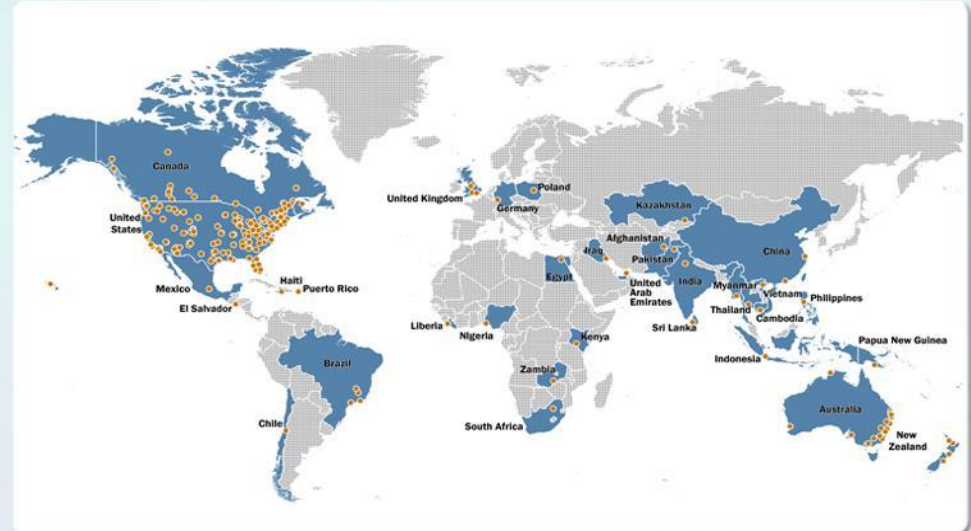 Canada
United
States
Mexico
Haiti
Puerto Rico
El Salvador
Brazil
Chile
United Kingdom
Poland
Germany
Kazakhstan
Afghanistan
Iraq
Pakistan
China
Egypt
United
Arab
Emirates
India
Myanmar
Vietnam
Philippines
Thailand
Cambodia
Sri Lanka
Liberia
Nigeria
Kenya
Indonesia
Papua New Guinea
Zambia
South Africa
Australia
New
Zealand